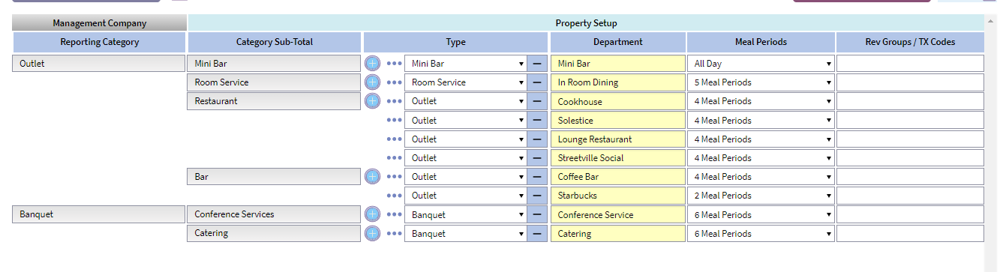 Management Company Property Setup
Reporting Category Category Sub-Total Type Department Meal Periods Rev Groups / TX Codes
Outlet Mini Bar Mini Bar Mini Bar All Day
Room Service Room Service In Room Dining 5 Meal Periods
Restaurant Outlet Cookhouse 4 Meal Periods
Outlet Solestice 4 Meal Periods
Outlet Lounge Restaurant 4 Meal Periods
Outlet Streetville Social 4 Meal Periods
Bar Outlet Coffee Bar 4 Meal Periods
Outlet Starbucks 2 Meal Periods
Banquet Conference Services Banquet Conference Service 6 Meal Periods
Catering Banquet Catering 6 Meal Periods